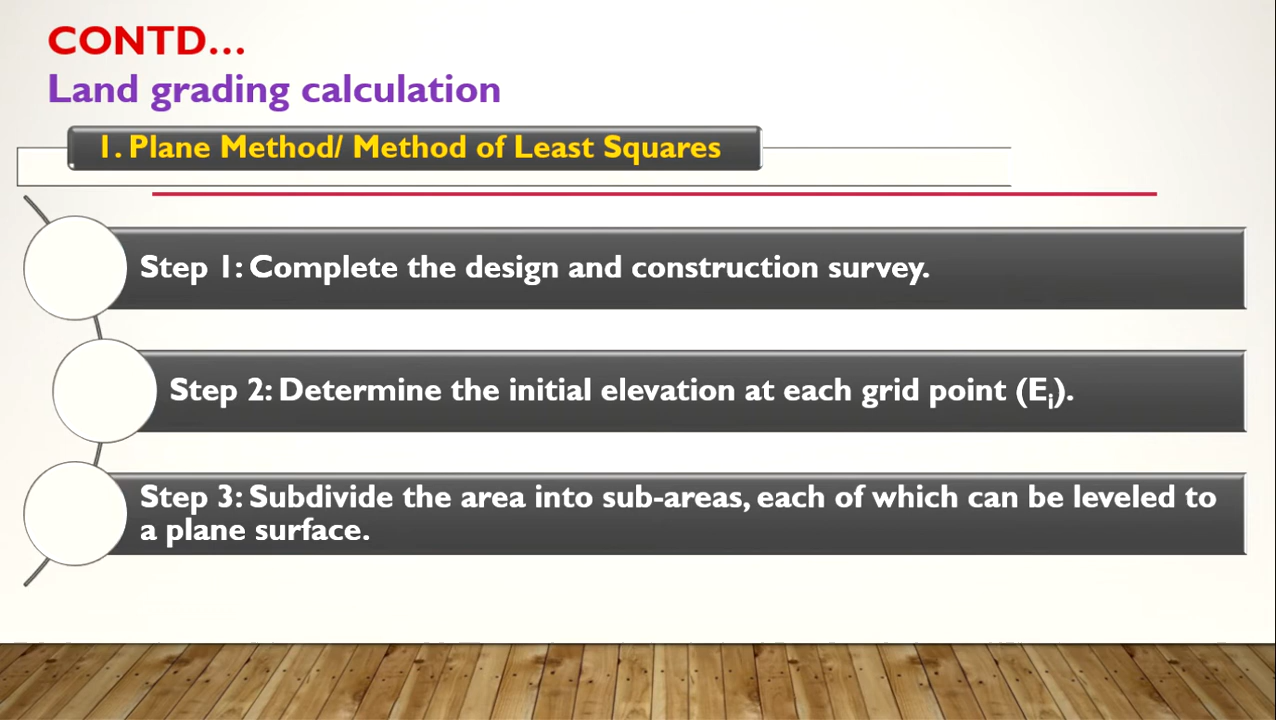 CONTD...
Land grading calculation
1. Plane Method/ Method of Least Squares
Step 1: Complete the design and construction survey.
Step 2: Determine the initial elevation at each grid point (Ei).
Step 3: Subdivide the area into sub-areas, each of which can be leveled to
a plane surface.